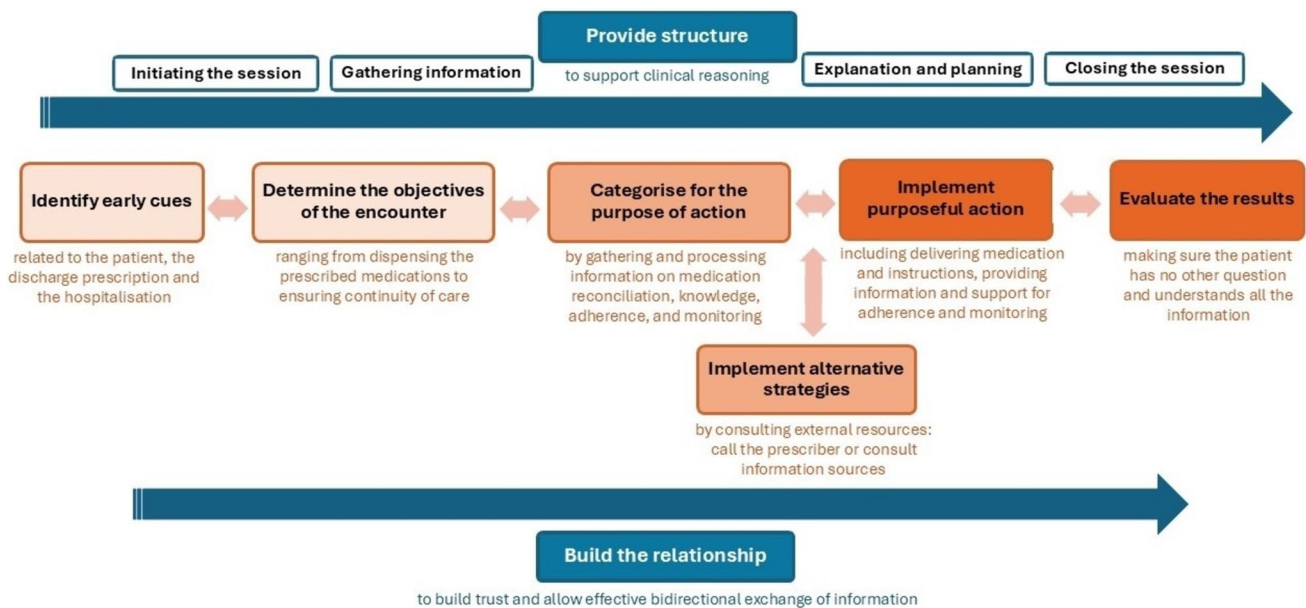 Provide structure
to support clinical reasoning
Initiating the session
Gathering information
Explanation and planning
Closing the session
Identify early cues
related to the patient, the
discharge prescription and
the hospitalisation
Determine the objectives
of the encounter
ranging from dispensing the
prescribed medications to
ensuring continuity of care
Categorise for the
purpose of action
by gathering and processing
information on medication
reconciliation, knowledge,
adherence, and monitoring
Implement
purposeful action
including delivering medication
and instructions, providing
information and support for
adherence and monitoring
Evaluate the results
making sure the patient
has no other question
and understands all the
information
Implement alternative
strategies
by consulting external resources:
call the prescriber or consult
information sources
Build the relationship
to build trust and allow effective bidirectional exchange of information